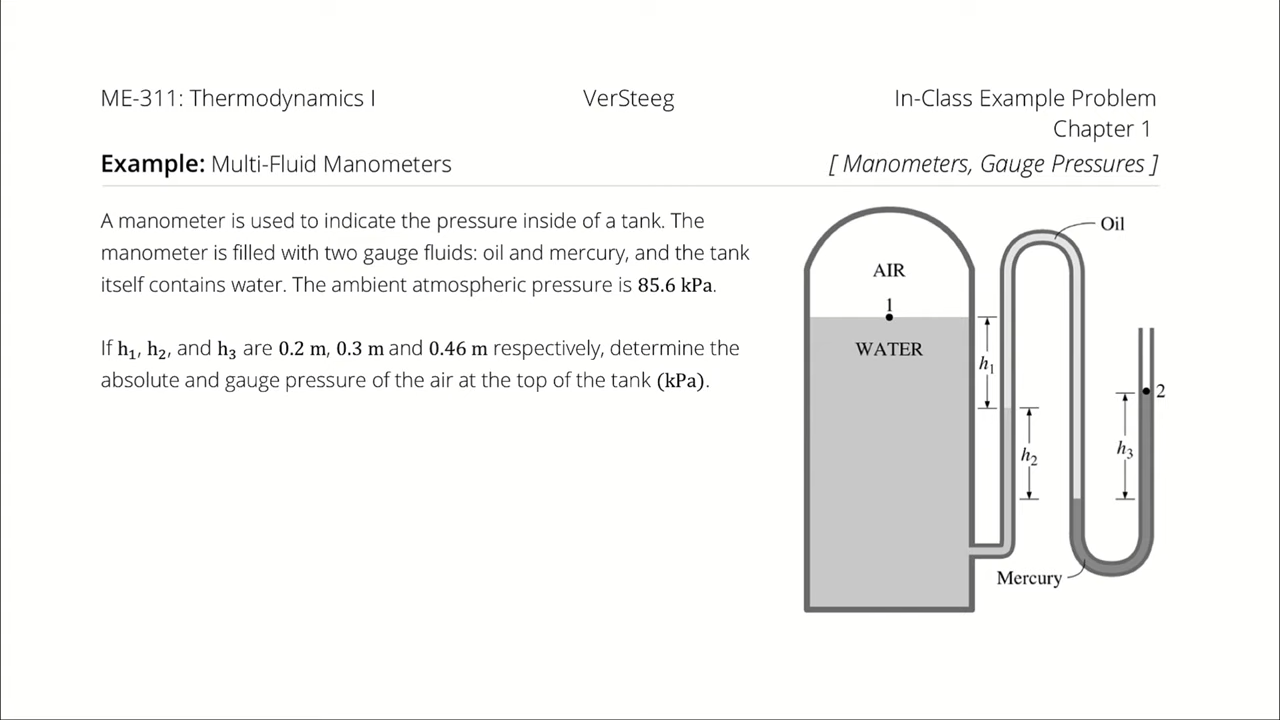 ME-311: Thermodynamics I VerSteeg In-Class Example Problem
Chapter 1
Example: Multi-Fluid Manometers [ Manometers, Gauge Pressures ]
A manometer is used to indicate the pressure inside of a tank. The
manometer is filled with two gauge fluids: oil and mercury, and the tank
itself contains water. The ambient atmospheric pressure is 85.6 kPa.
If h₁, h₂, and h₃ are 0.2 m, 0.3 m and 0.46 m respectively, determine the
absolute and gauge pressure of the air at the top of the tank (kPa).
Oil
AIR
1
WATER
h₁
2
h₂
h₃
Mercury